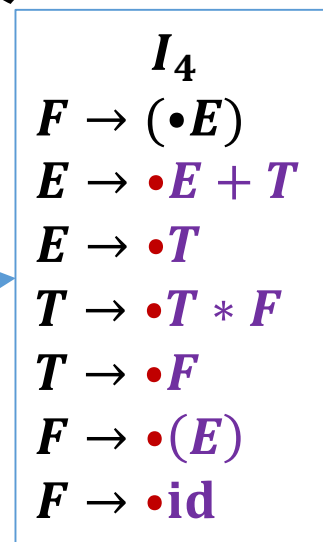 I₄
F → (•E)
E → •E + T
E → •T
T → •T * F
T → •F
F → •(E)
F → •id